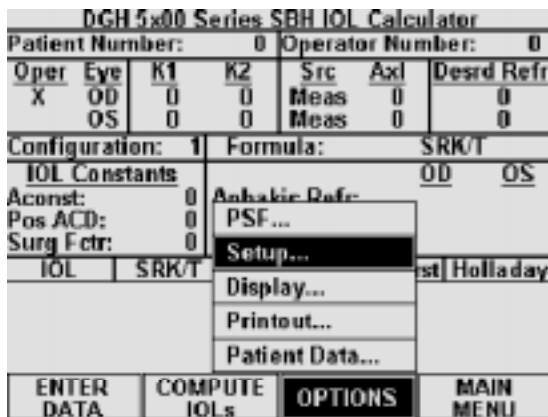 DGH 5x00 Series SBH IOL Calculator
Patient Number: 0 Operator Number: 0
Oper Eye K1 K2 Src Axl Desrd Refr
X OD 0 0 Meas 0 0
OS 0 0 Meas 0 0
Configuration: 1 Formula: SRK/T
IOL Constants OD OS
Aconst: 0 Aphakic Refr:
Pos ACD: 0
Surg Fctr: 0
PSF...
Setup...
Display...
Printout...
Patient Data...
IOL SRK/T rst Holladay
ENTER DATA COMPUTE IOLs OPTIONS MAIN MENU